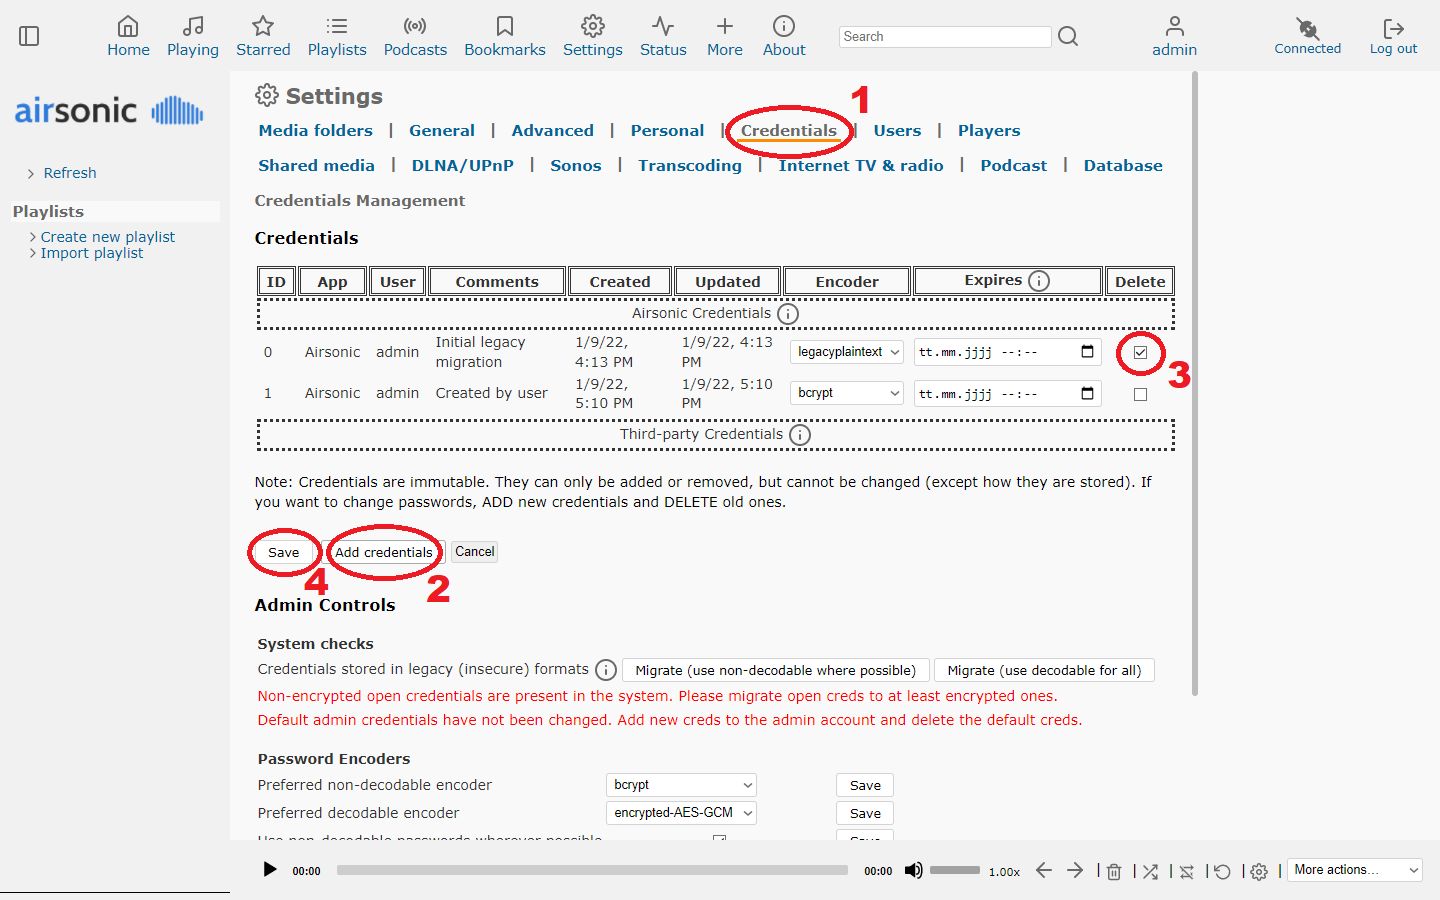 Home Playing Starred Playlists Podcasts Bookmarks Settings Status More About Search admin Connected Log out
airsonic
Refresh
Playlists
Create new playlist
Import playlist
Settings
1
Media folders | General | Advanced | Personal | Credentials | Users | Players
Shared media | DLNA/UPnP | Sonos | Transcoding | Internet TV & radio | Podcast | Database
Credentials Management
Credentials
ID App User Comments Created Updated Encoder Expires i Delete
Airsonic Credentials i
0 Airsonic admin Initial legacy migration 1/9/22, 4:13 PM 1/9/22, 4:13 PM legacyplaintext tt.mm.jjjj --:--
3
1 Airsonic admin Created by user 1/9/22, 5:10 PM 1/9/22, 5:10 PM bcrypt tt.mm.jjjj --:--
Third-party Credentials i
Note: Credentials are immutable. They can only be added or removed, but cannot be changed (except how they are stored). If
you want to change passwords, ADD new credentials and DELETE old ones.
Save Add credentials Cancel
4 2
Admin Controls
System checks
Credentials stored in legacy (insecure) formats i Migrate (use non-decodable where possible) Migrate (use decodable for all)
Non-encrypted open credentials are present in the system. Please migrate open creds to at least encrypted ones.
Default admin credentials have not been changed. Add new creds to the admin account and delete the default creds.
Password Encoders
Preferred non-decodable encoder bcrypt Save
Preferred decodable encoder encrypted-AES-GCM Save
Use non-decodable passwords wherever possible Save
00:00 00:00 1.00x | | | | | | More actions...